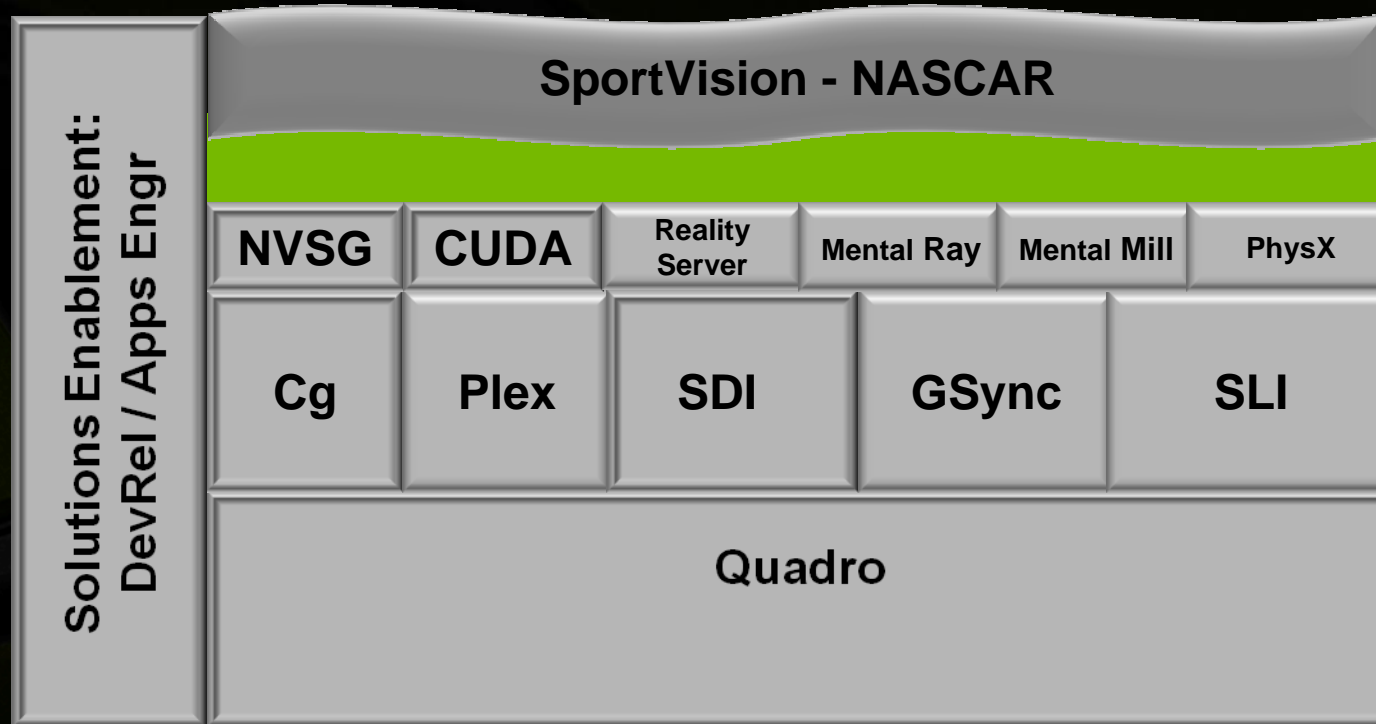 Solutions Enablement:
DevRel / Apps Engr
SportVision - NASCAR
NVSG
CUDA
Reality
Server
Mental Ray
Mental Mill
PhysX
Cg
Plex
SDI
GSync
SLI
Quadro